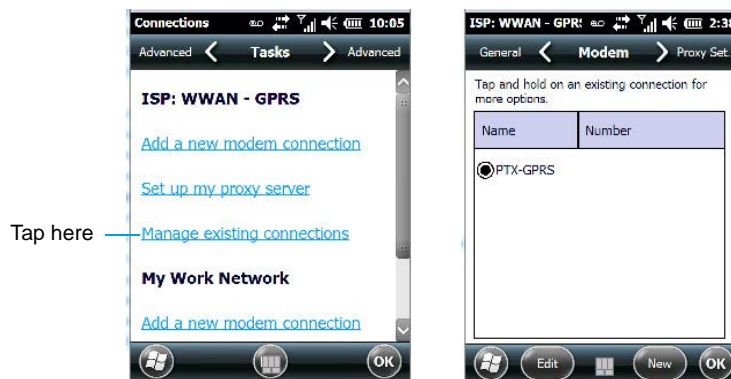 Connections 10:05
Advanced Tasks Advanced
ISP: WWAN - GPRS
Add a new modem connection
Set up my proxy server
Manage existing connections
My Work Network
Add a new modem connection
OK
Tap here
ISP: WWAN - GPR: 2:38
General Modem Proxy Set.
Tap and hold on an existing connection for
more options.
Name Number
PTX-GPRS
Edit New OK